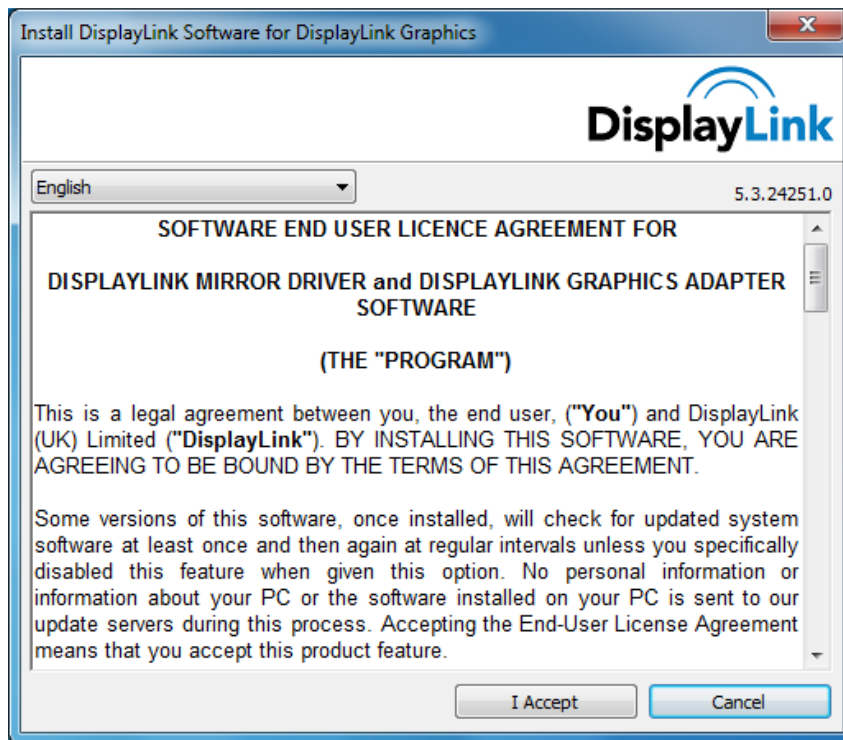 Install DisplayLink Software for DisplayLink Graphics
DisplayLink
English
5.3.24251.0
SOFTWARE END USER LICENCE AGREEMENT FOR
DISPLAYLINK MIRROR DRIVER and DISPLAYLINK GRAPHICS ADAPTER
SOFTWARE
(THE "PROGRAM")
This is a legal agreement between you, the end user, ("You") and DisplayLink
(UK) Limited ("DisplayLink"). BY INSTALLING THIS SOFTWARE, YOU ARE
AGREEING TO BE BOUND BY THE TERMS OF THIS AGREEMENT.
Some versions of this software, once installed, will check for updated system
software at least once and then again at regular intervals unless you specifically
disabled this feature when given this option. No personal information or
information about your PC or the software installed on your PC is sent to our
update servers during this process. Accepting the End-User License Agreement
means that you accept this product feature.
I Accept
Cancel